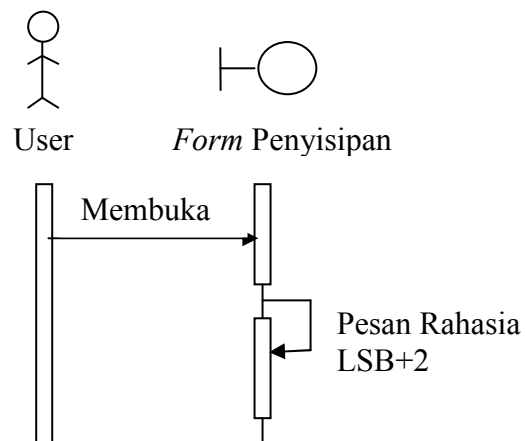 User
Form Penyisipan
Membuka
Pesan Rahasia
LSB+2